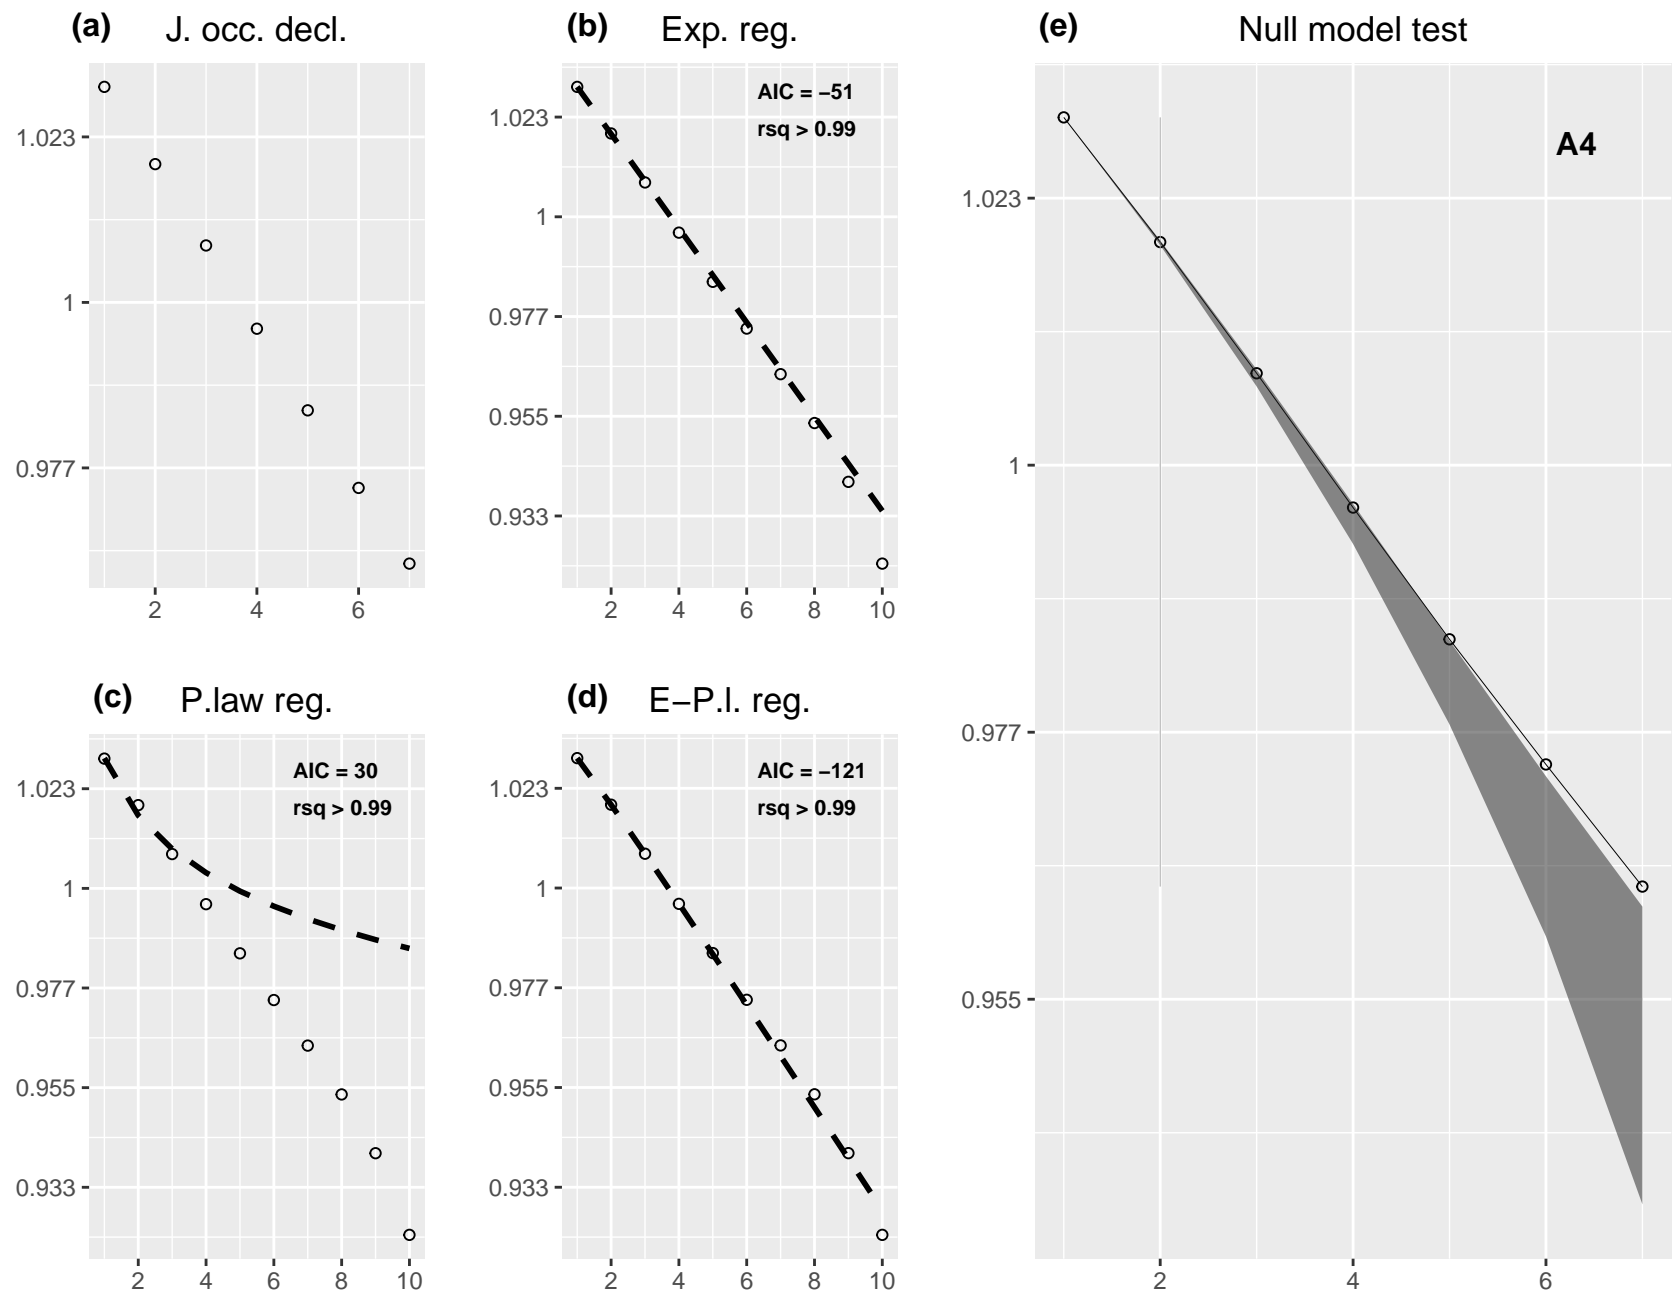 (a) J. occ. decl.
1.023
1
0.977
2 4 6
(b) Exp. reg.
AIC = −51
rsq > 0.99
1.023
1
0.977
0.955
0.933
2 4 6 8 10
(c) P.law reg.
AIC = 30
rsq > 0.99
1.023
1
0.977
0.955
0.933
2 4 6 8 10
(d) E−P.l. reg.
AIC = −121
rsq > 0.99
1.023
1
0.977
0.955
0.933
2 4 6 8 10
(e) Null model test
A4
1.023
1
0.977
0.955
2 4 6